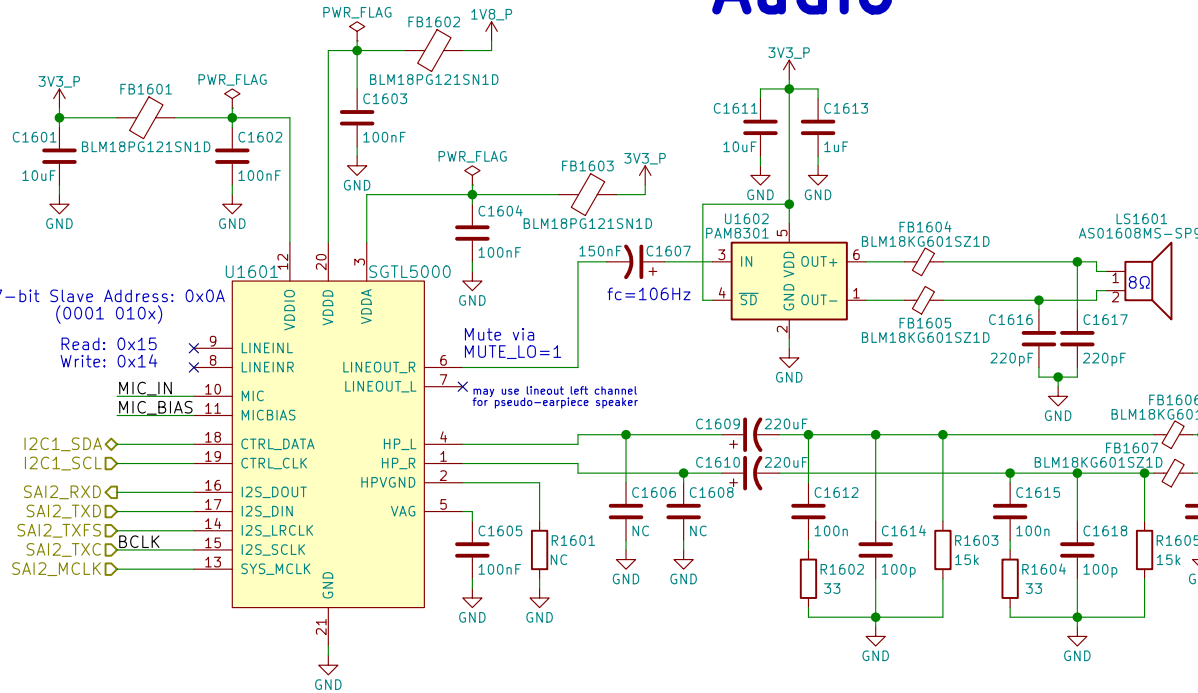 Audio
PWR_FLAG
FB1602
1V8_P
BLM18PG121SN1D
C1603
100nF
GND
3V3_P
FB1601
PWR_FLAG
C1601
BLM18PG121SN1D
C1602
10uF
100nF
GND
GND
PWR_FLAG
FB1603
3V3_P
C1604
BLM18PG121SN1D
100nF
GND
3V3_P
C1611
C1613
10uF
1uF
GND
GND
U1602
PAM8301
150nF
C1607
+
fc=106Hz
3
IN
4
SD
5
VDD
GND
2
OUT+
6
OUT-
1
GND
FB1604
BLM18KG601SZ1D
FB1605
BLM18KG601SZ1D
LS1601
AS01608MS-SP9
1
2
8Ω
C1616
C1617
220pF
220pF
GND
7-bit Slave Address: 0x0A
(0001 010x)
Read: 0x15
Write: 0x14
U1601
SGTL5000
12
20
3
VDDIO
VDDD
VDDA
9
LINEINL
8
LINEINR
MIC_IN
10
MIC
MIC_BIAS
11
MICBIAS
I2C1_SDA
18
CTRL_DATA
I2C1_SCL
19
CTRL_CLK
SAI2_RXD
16
I2S_DOUT
SAI2_TXD
17
I2S_DIN
SAI2_TXFS
14
I2S_LRCLK
SAI2_TXC
BCLK
15
I2S_SCLK
SAI2_MCLK
13
SYS_MCLK
LINEOUT_R
6
LINEOUT_L
7
HP_L
4
HP_R
1
HPVGND
2
VAG
5
GND
21
GND
Mute via
MUTE_LO=1
may use lineout left channel
for pseudo-earpiece speaker
C1605
100nF
GND
R1601
NC
GND
C1609
220uF
+
C1610
220uF
+
C1606
C1608
NC
NC
GND
GND
C1612
100n
R1602
33
C1614
100p
R1603
15k
GND
C1615
100n
R1604
33
C1618
100p
R1605
15k
GND
FB1606
BLM18KG601
FB1607
BLM18KG601SZ1D